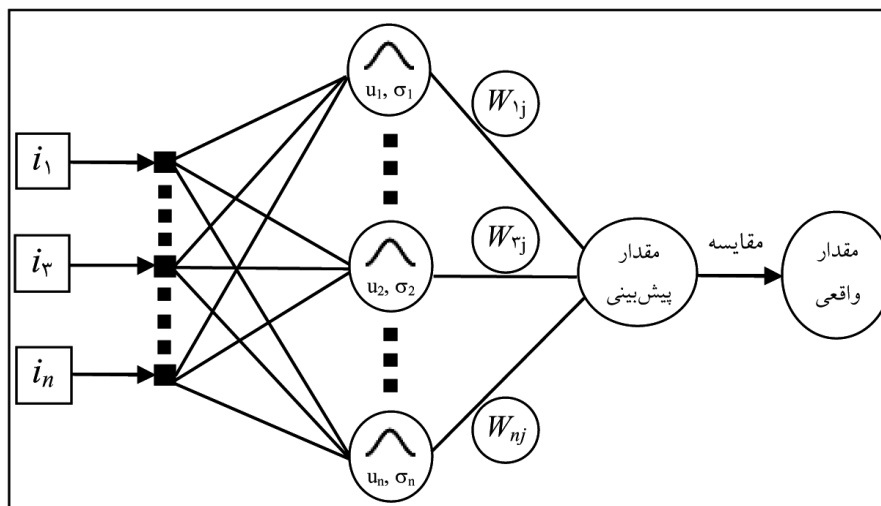 i۱
i۳
in
u1, σ1
u2, σ2
un, σn
W۱j
W۳j
Wnj
مقدار
پیش‌بینی
مقایسه
مقدار
واقعی